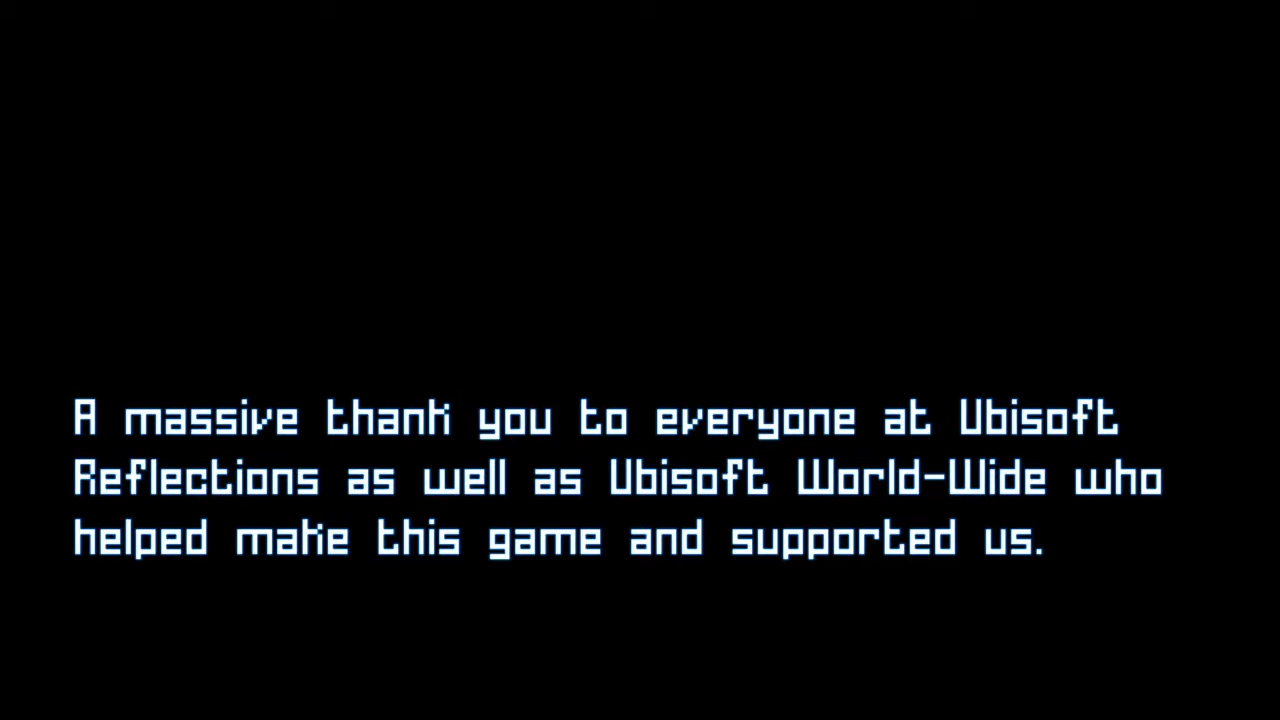 A massive thank you to everyone at Ubisoft
Reflections as well as Ubisoft World-Wide who
helped make this game and supported us.